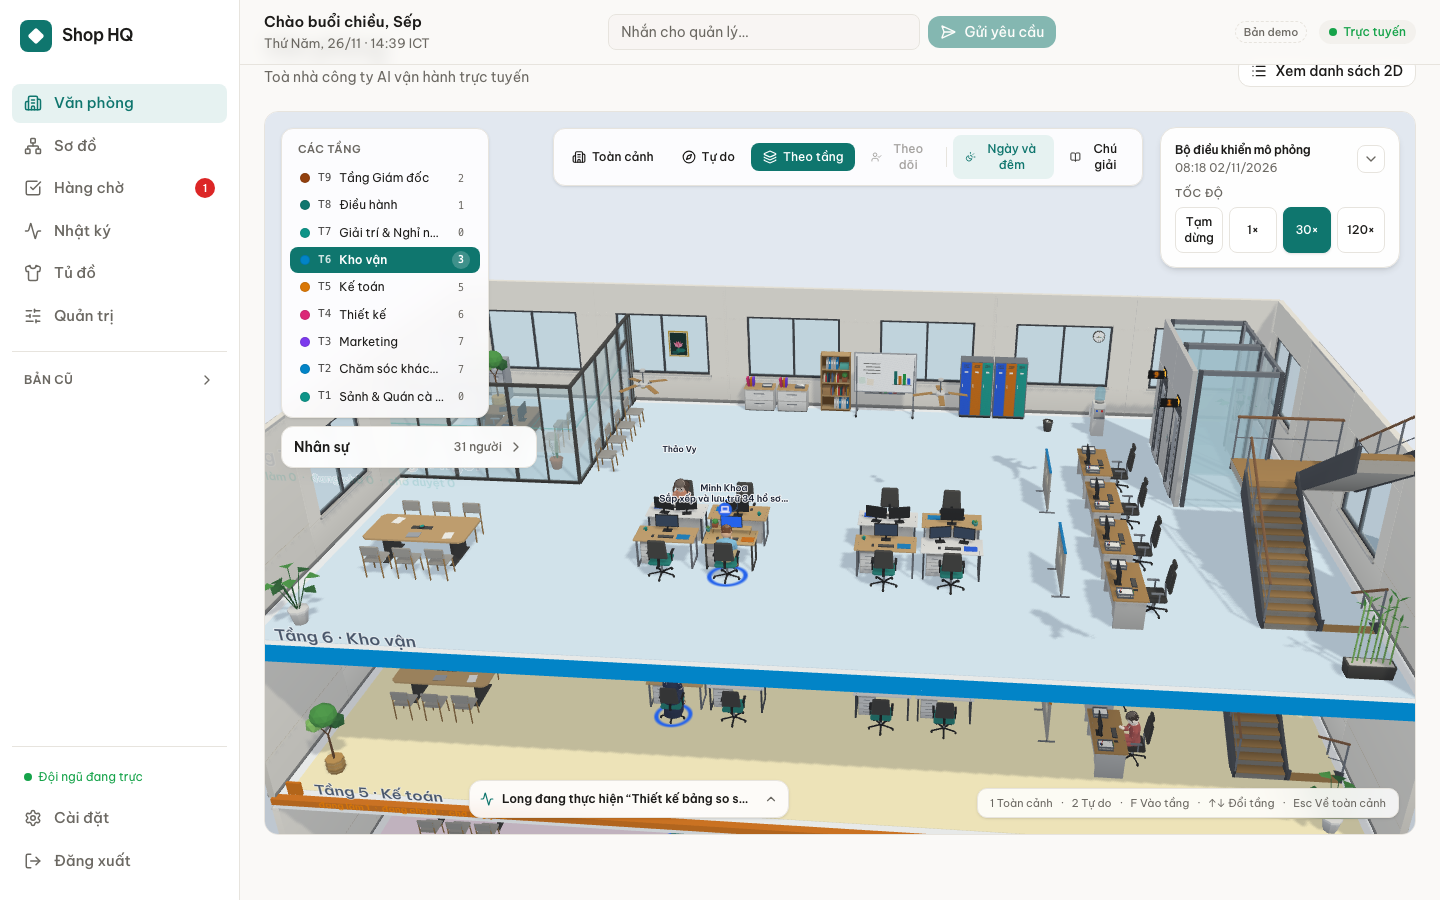 Shop HQ
Văn phòng
Sơ đồ
Hàng chờ
1
Nhật ký
Tủ đồ
Quản trị
BẢN CŨ
Đội ngũ đang trực
Cài đặt
Đăng xuất
Chào buổi chiều, Sếp
Thứ Năm, 26/11 · 14:39 ICT
Nhắn cho quản lý…
Gửi yêu cầu
Bản demo
Trực tuyến
Toà nhà công ty AI vận hành trực tuyến
Xem danh sách 2D
CÁC TẦNG
T9 Tầng Giám đốc 2
T8 Điều hành 1
T7 Giải trí & Nghỉ n… 0
T6 Kho vận 3
T5 Kế toán 5
T4 Thiết kế 6
T3 Marketing 7
T2 Chăm sóc khác… 7
T1 Sảnh & Quán cà … 0
Nhân sự
31 người
Toàn cảnh
Tự do
Theo tầng
Theo dõi
Ngày và đêm
Chú giải
Bộ điều khiển mô phỏng
08:18 02/11/2026
TỐC ĐỘ
Tạm dừng
1×
30×
120×
Thảo Vy
Minh Khoa
Sắp xếp và lưu trữ 34 hồ sơ…
Tầng 6 · Kho vận
Tầng 5 · Kế toán
Long đang thực hiện “Thiết kế bảng so s…
1 Toàn cảnh · 2 Tự do · F Vào tầng · ↑↓ Đổi tầng · Esc Về toàn cảnh